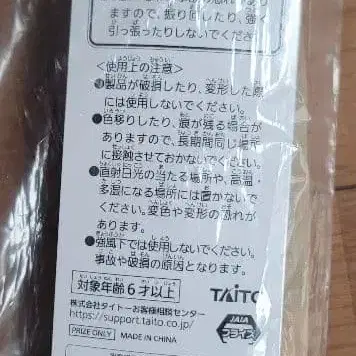 ありますので、振り回したり、強く
引っ張ったりしないでください。
<使用上の注意>
●製品が破損したり、変形した際
には使用しないでください。
●色移りしたり、痕が残る場合が
ありますので、長期間同じ場所
に接触させておかないでください。
●直射日光の当たる場所や、高温・
多湿になる場所には置かないで
ください。変色や変形の恐れが
あります。
●強風下では使用しないでください。
事故や破損の原因となります。
対象年齢6才以上
TAITO
株式会社タイトーお客様相談センター
https://support.taito.co.jp/
PRIZE ONLY
MADE IN CHINA
JAIA
プライズ